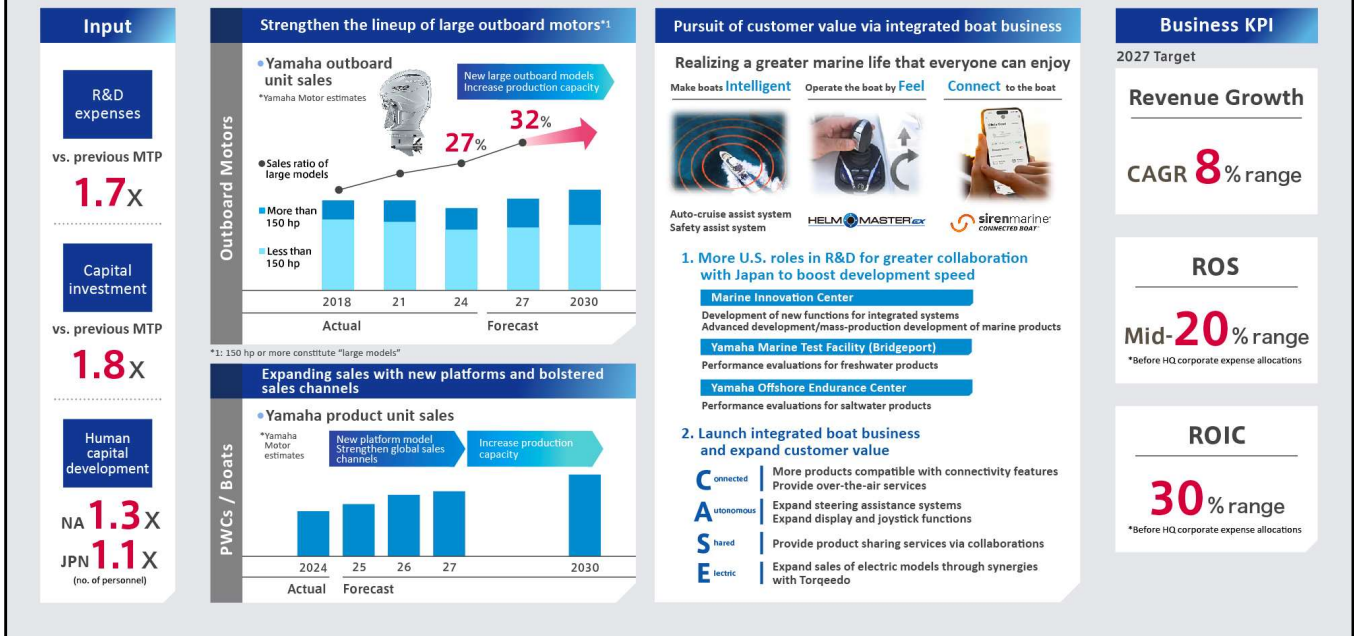 Input
R&D
expenses
vs. previous MTP
1.7x
Capital
investment
vs. previous MTP
1.8x
Human
capital
development
NA 1.3x
JPN 1.1x
(no. of personnel)
Outboard Motors
Strengthen the lineup of large outboard motors*1
Yamaha outboard
unit sales
*Yamaha Motor estimates
New large outboard models
Increase production capacity
27%
32%
Sales ratio of
large models
More than
150 hp
Less than
150 hp
2018 21 24 27 2030
Actual Forecast
*1: 150 hp or more constitute "large models"
PWCs / Boats
Expanding sales with new platforms and bolstered
sales channels
Yamaha product unit sales
*Yamaha
Motor
estimates
New platform model
Strengthen global sales
channels
Increase production
capacity
2024 25 26 27 2030
Actual Forecast
Pursuit of customer value via integrated boat business
Realizing a greater marine life that everyone can enjoy
Make boats Intelligent
Operate the boat by Feel
Connect to the boat
Auto-cruise assist system
Safety assist system
HELM MASTER EX
sirenmarine
CONNECTED BOAT
1. More U.S. roles in R&D for greater collaboration
with Japan to boost development speed
Marine Innovation Center
Development of new functions for integrated systems
Advanced development/mass-production development of marine products
Yamaha Marine Test Facility (Bridgeport)
Performance evaluations for freshwater products
Yamaha Offshore Endurance Center
Performance evaluations for saltwater products
2. Launch integrated boat business
and expand customer value
Connected
More products compatible with connectivity features
Provide over-the-air services
Autonomous
Expand steering assistance systems
Expand display and joystick functions
Shared
Provide product sharing services via collaborations
Electric
Expand sales of electric models through synergies
with Torqeedo
Business KPI
2027 Target
Revenue Growth
CAGR 8% range
ROS
Mid-20% range
*Before HQ corporate expense allocations
ROIC
30% range
*Before HQ corporate expense allocations